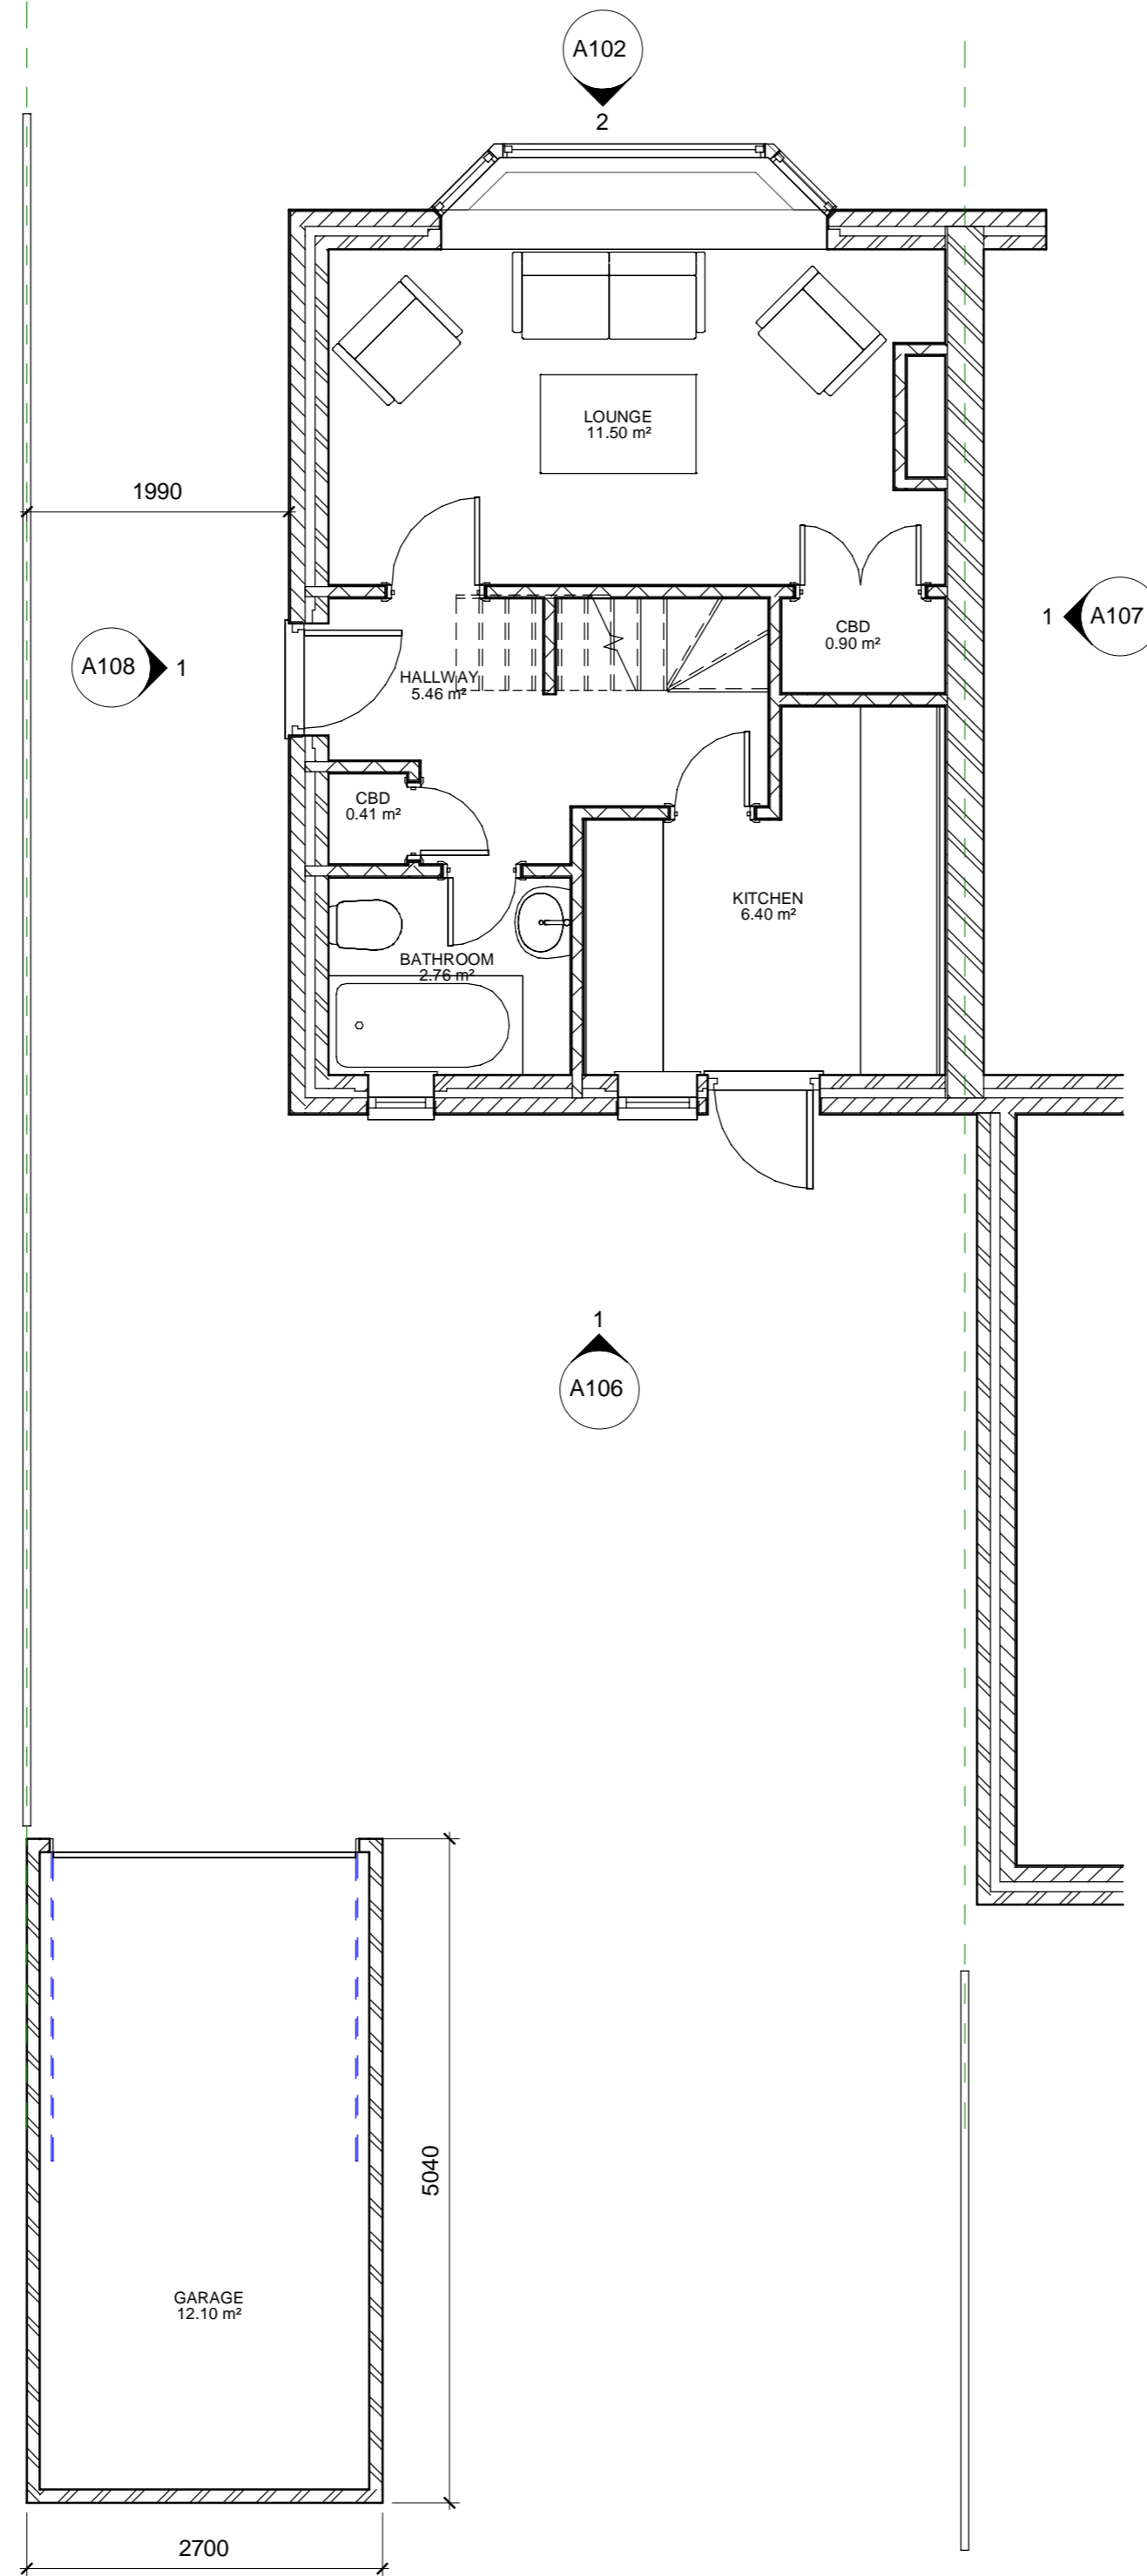 A102
2
LOUNGE
11.50 m²
1990
CBD
0.90 m²
1
A107
A108
1
HALLWAY
5.46 m²
CBD
0.41 m²
KITCHEN
6.40 m²
BATHROOM
2.76 m²
1
A106
5040
GARAGE
12.10 m²
2700